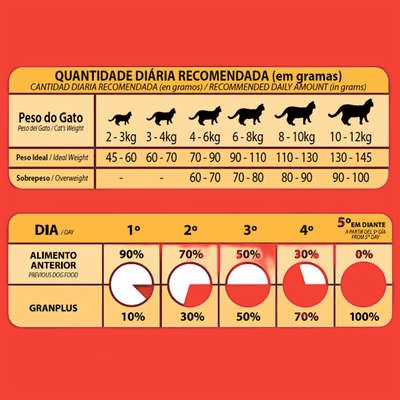 QUANTIDADE DIÁRIA RECOMENDADA (em gramas)
CANTIDAD DIÁRIA RECOMENDADA (en gramos) / RECOMMENDED DAILY AMOUNT (in grams)
Peso do Gato
Peso del Gato / Cat's Weight
2 - 3kg 3 - 4kg 4 - 6kg 6 - 8kg 8 - 10kg 10 - 12kg
Peso Ideal / Ideal Weight 45 - 60 60 - 70 70 - 90 90 - 110 110 - 130 130 - 145
Sobrepeso / Overweight - - 60 - 70 70 - 80 80 - 90 90 - 100
DIA / DAY 1º 2º 3º 4º 5º EM DIANTE
A PARTIR DEL 5º DÍA
FROM 5º DAY
ALIMENTO ANTERIOR 90% 70% 50% 30% 0%
PREVIOUS DOG FOOD
GRANPLUS 10% 30% 50% 70% 100%